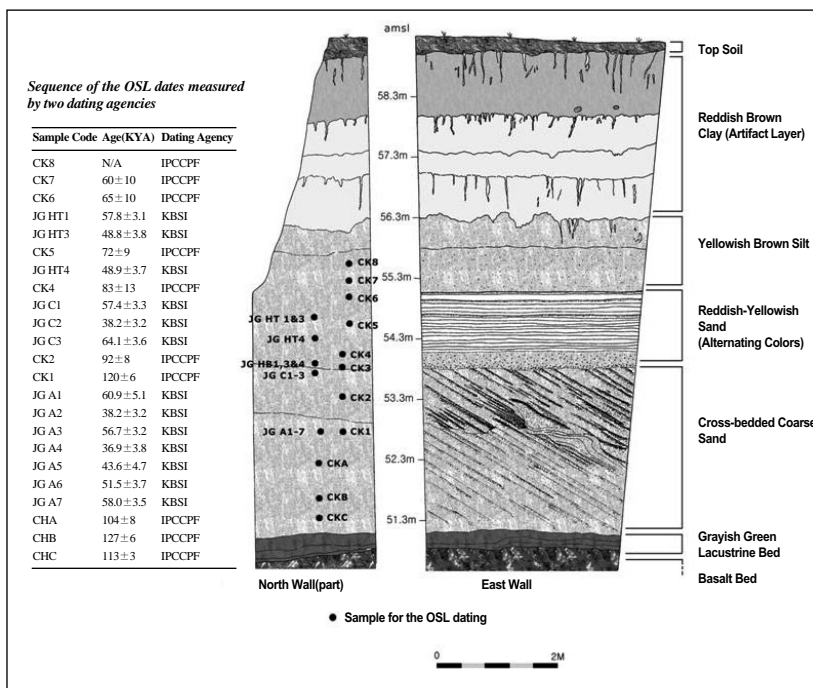 Sequence of the OSL dates measured
by two dating agencies
Sample Code Age(KYA) Dating Agency
CK8 N/A IPCCPF
CK7 60±10 IPCCPF
CK6 65±10 IPCCPF
JG HT1 57.8±3.1 KBSI
JG HT3 48.8±3.8 KBSI
CK5 72±9 IPCCPF
JG HT4 48.9±3.7 KBSI
CK4 83±13 IPCCPF
JG C1 57.4±3.3 KBSI
JG C2 38.2±3.2 KBSI
JG C3 64.1±3.6 KBSI
CK2 92±8 IPCCPF
CK1 120±6 IPCCPF
JG A1 60.9±5.1 KBSI
JG A2 38.2±3.2 KBSI
JG A3 56.7±3.2 KBSI
JG A4 36.9±3.8 KBSI
JG A5 43.6±4.7 KBSI
JG A6 51.5±3.7 KBSI
JG A7 58.0±3.5 KBSI
CHA 104±8 IPCCPF
CHB 127±6 IPCCPF
CHC 113±3 IPCCPF
CK8
CK7
CK6
JG HT 1&3
CK5
JG HT4
CK4
JG HB1,3&4
CK3
JG C1-3
CK2
JG A1-7
CK1
CKA
CKB
CKC
North Wall(part)
amsl
58.3m
57.3m
56.3m
55.3m
54.3m
53.3m
52.3m
51.3m
East Wall
Top Soil
Reddish Brown
Clay (Artifact Layer)
Yellowish Brown Silt
Reddish-Yellowish
Sand
(Alternating Colors)
Cross-bedded Coarse
Sand
Grayish Green
Lacustrine Bed
Basalt Bed
Sample for the OSL dating
0 2M